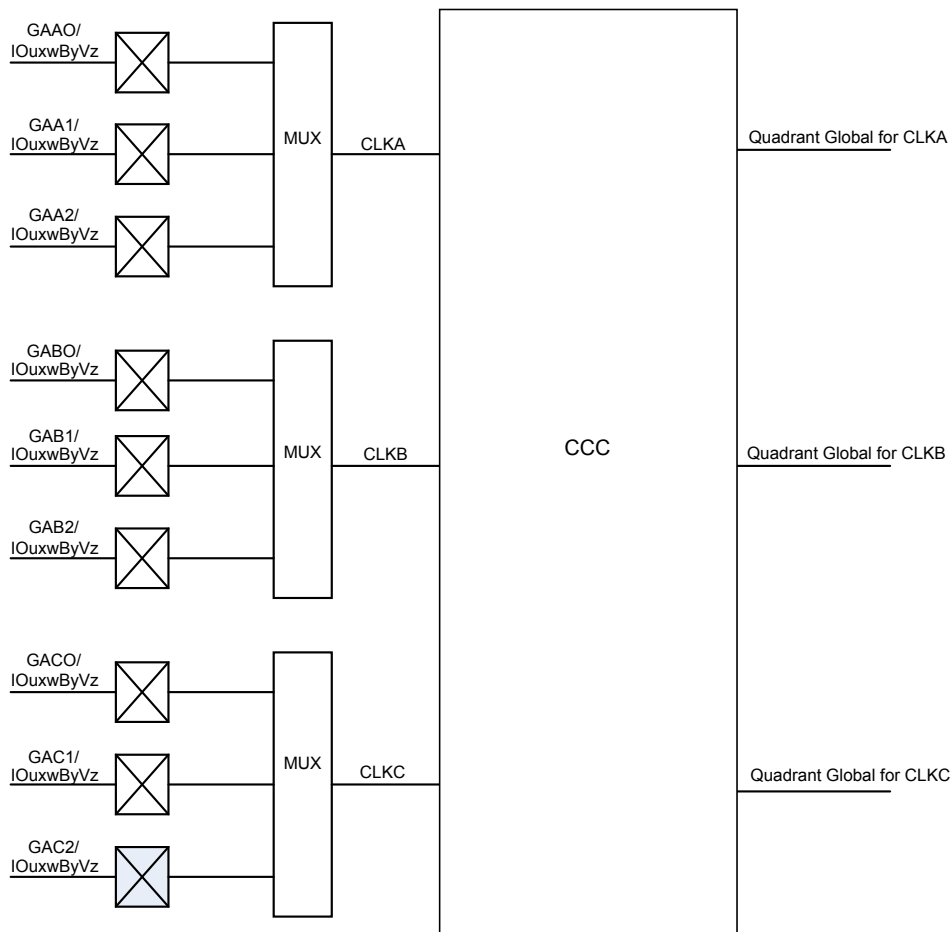 GAAO/
IOuxwByVz
GAA1/
IOuxwByVz
GAA2/
IOuxwByVz
MUX
CLKA
Quadrant Global for CLKA
GABO/
IOuxwByVz
GAB1/
IOuxwByVz
GAB2/
IOuxwByVz
MUX
CLKB
CCC
Quadrant Global for CLKB
GACO/
IOuxwByVz
GAC1/
IOuxwByVz
GAC2/
IOuxwByVz
MUX
CLKC
Quadrant Global for CLKC